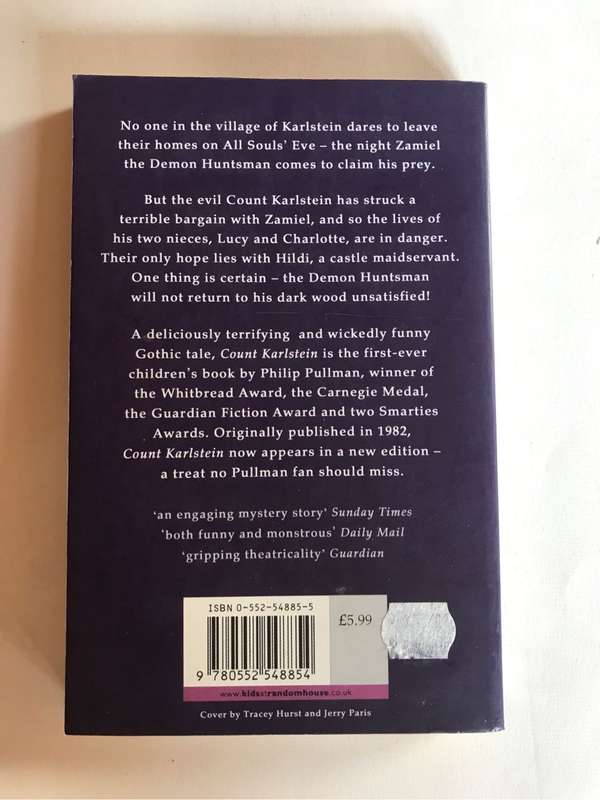 No one in the village of Karlstein dares to leave
their homes on All Souls' Eve – the night Zamiel
the Demon Huntsman comes to claim his prey.
But the evil Count Karlstein has struck a
terrible bargain with Zamiel, and so the lives of
his two nieces, Lucy and Charlotte, are in danger.
Their only hope lies with Hildi, a castle maidservant.
One thing is certain – the Demon Huntsman
will not return to his dark wood unsatisfied!
A deliciously terrifying and wickedly funny
Gothic tale, Count Karlstein is the first-ever
children's book by Philip Pullman, winner of
the Whitbread Award, the Carnegie Medal,
the Guardian Fiction Award and two Smarties
Awards. Originally published in 1982,
Count Karlstein now appears in a new edition –
a treat no Pullman fan should miss.
'an engaging mystery story' Sunday Times
'both funny and monstrous' Daily Mail
'gripping theatricality' Guardian
ISBN 0-552-54885-5
£5.99
9 780552 548854
www.kidsatrandomhouse.co.uk
Cover by Tracey Hurst and Jerry Paris